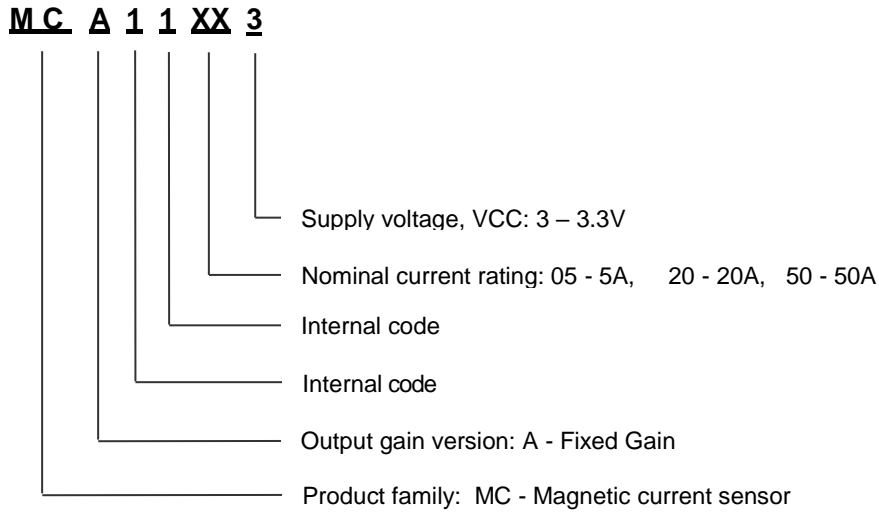 MC A 1 1 XX 3
Supply voltage, VCC: 3 – 3.3V
Nominal current rating: 05 - 5A, 20 - 20A, 50 - 50A
Internal code
Internal code
Output gain version: A - Fixed Gain
Product family: MC - Magnetic current sensor